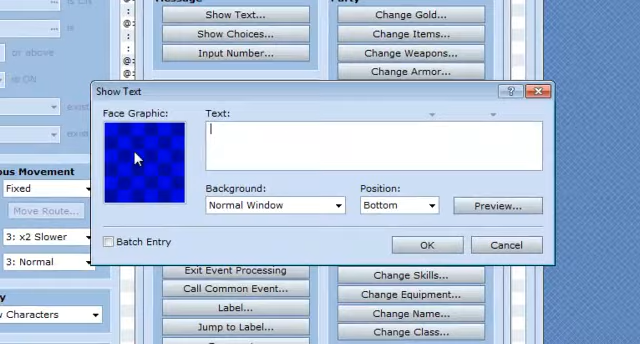 Message
Party
is ON
Show Text...
Change Gold...
is
Show Choices...
Change Items...
or above
Input Number...
Change Weapons...
is ON
Change Armor...
Show Text
Face Graphic:
Text:
ous Movement
Fixed
Background:
Position:
Move Route...
Normal Window
Bottom
Preview...
3: x2 Slower
Batch Entry
OK
Cancel
3: Normal
Exit Event Processing
Change Skills...
Call Common Event...
Change Equipment...
y
w Characters
Label...
Change Name...
Jump to Label...
Change Class...